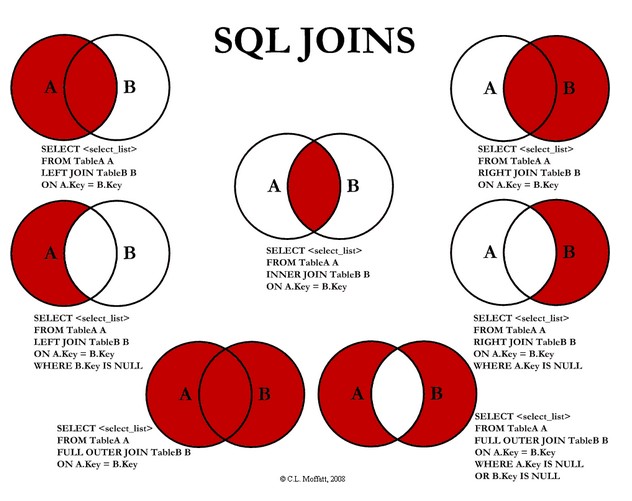 SQL JOINS
A B
SELECT <select_list>
FROM TableA A
LEFT JOIN TableB B
ON A.Key = B.Key
A B
SELECT <select_list>
FROM TableA A
RIGHT JOIN TableB B
ON A.Key = B.Key
A B
SELECT <select_list>
FROM TableA A
INNER JOIN TableB B
ON A.Key = B.Key
A B
SELECT <select_list>
FROM TableA A
LEFT JOIN TableB B
ON A.Key = B.Key
WHERE B.Key IS NULL
A B
SELECT <select_list>
FROM TableA A
RIGHT JOIN TableB B
ON A.Key = B.Key
WHERE A.Key IS NULL
A B
SELECT <select_list>
FROM TableA A
FULL OUTER JOIN TableB B
ON A.Key = B.Key
A B
SELECT <select_list>
FROM TableA A
FULL OUTER JOIN TableB B
ON A.Key = B.Key
WHERE A.Key IS NULL
OR B.Key IS NULL
© C.L. Moffatt, 2008